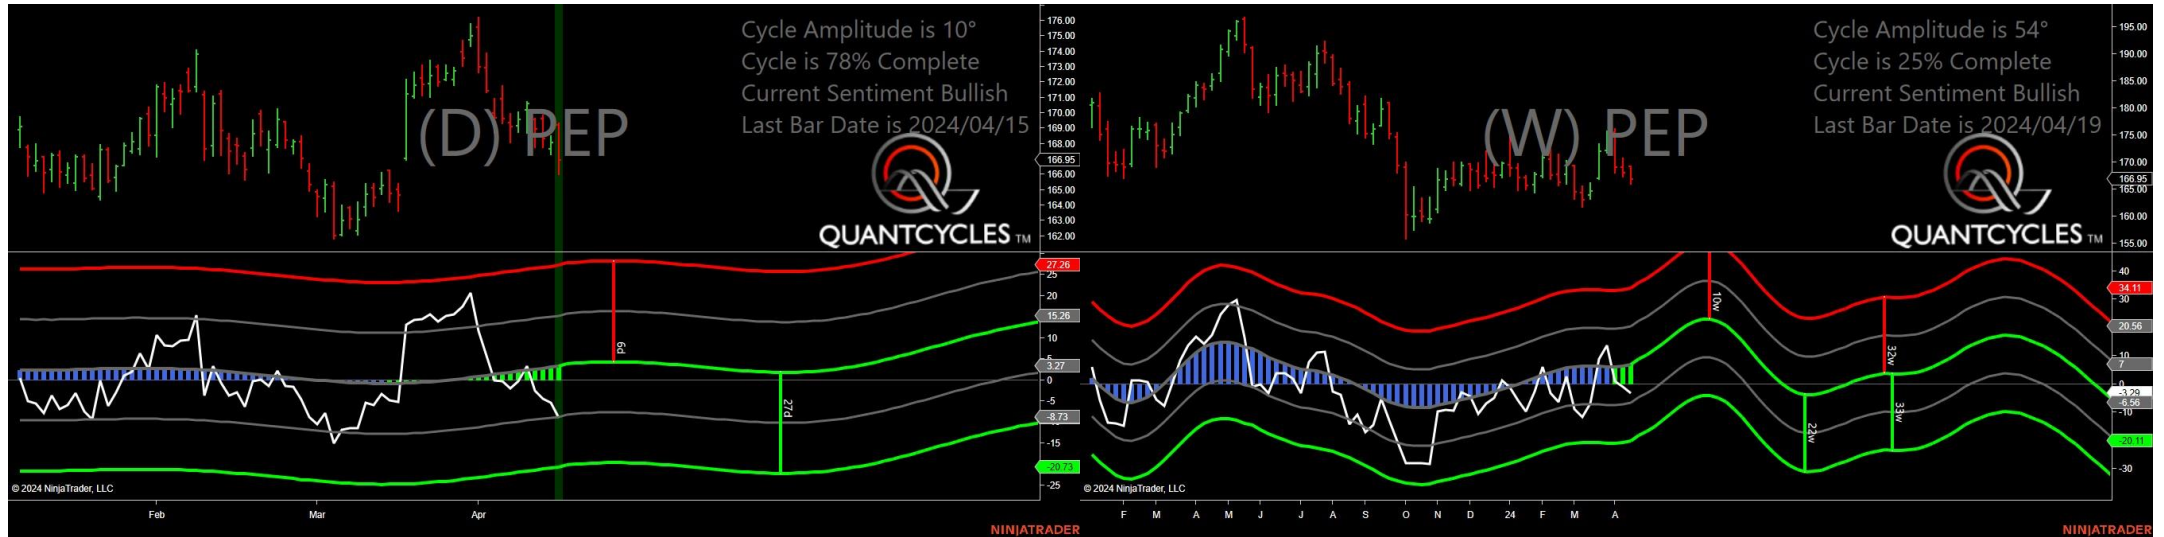 Cycle Amplitude is 10°
Cycle is 78% Complete
Current Sentiment Bullish
Last Bar Date is 2024/04/15
(D) PEP
QUANTCYCLES TM
176.00
175.00
174.00
173.00
172.00
171.00
170.00
169.00
168.00
166.95
166.00
165.00
164.00
163.00
162.00
27.26
25
20
15.26
10
5
3.27
0
-5
-8.73
-15
-20.73
-25
6d
27d
© 2024 NinjaTrader, LLC
Feb Mar Apr
NINJATRADER
Cycle Amplitude is 54°
Cycle is 25% Complete
Current Sentiment Bullish
Last Bar Date is 2024/04/19
(W) PEP
QUANTCYCLES TM
195.00
190.00
185.00
180.00
175.00
170.00
166.95
165.00
160.00
155.00
40
34.11
30
20.56
10
7
0
-3.29
-6.56
-10
-20.11
-30
10w
32w
22w
33w
© 2024 NinjaTrader, LLC
F M A M J J A S O N D 24 F M A
NINJATRADER